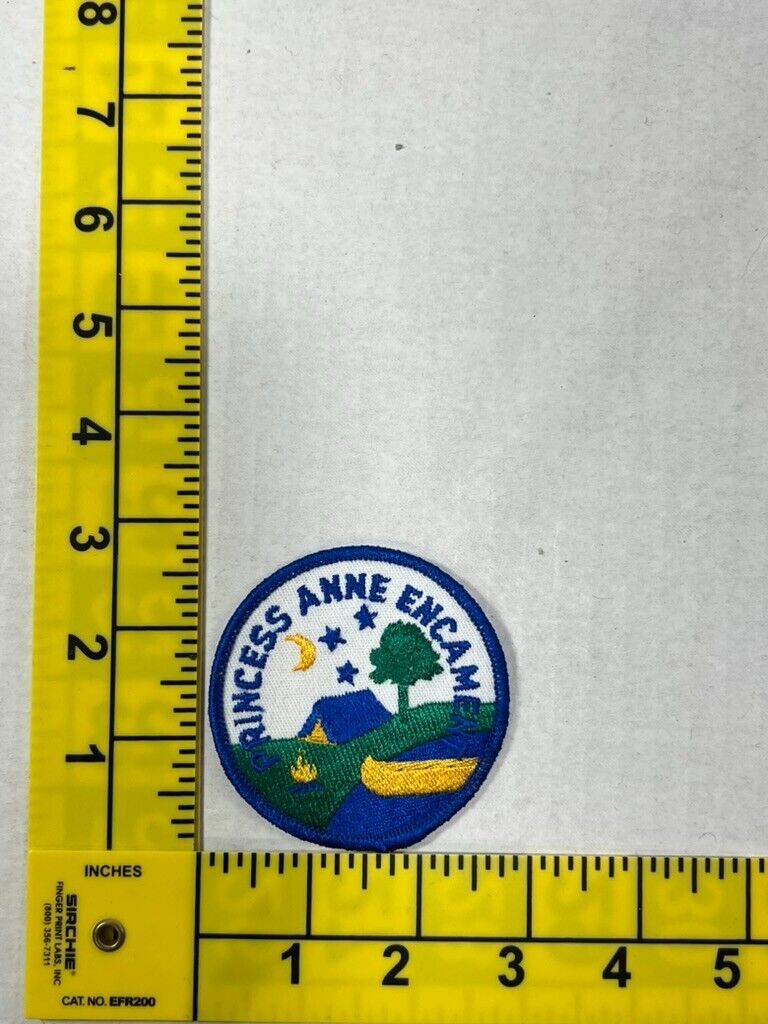 8
7
6
5
4
3
2
1
PRINCESS ANNE ENCAMENT
INCHES
SIRCHIE®
FINGER PRINT LABS, INC
(800) 356-7311
CAT. NO. EFR200
1
2
3
4
5